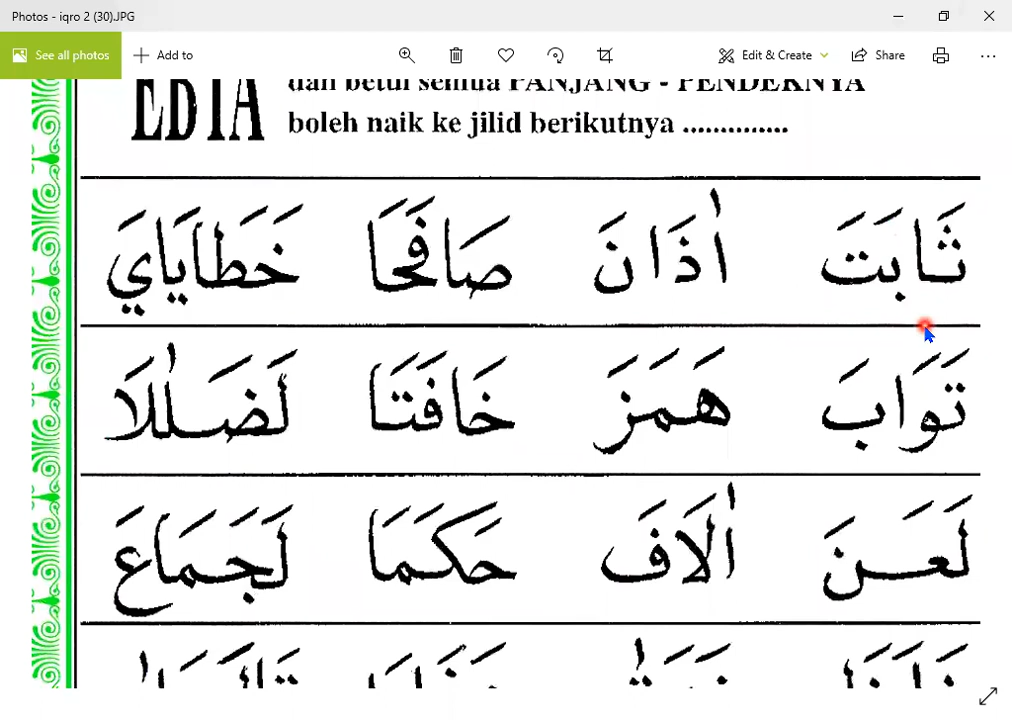 Photos - iqro 2 (30).JPG
See all photos Add to Edit & Create Share
EDTA
dan betul semua PANJANG - PENDEKNYA
boleh naik ke jilid berikutnya ..............
ثَابَتَ اٰذَانَ صَافَحَا خَطَايَايَ
تَوَابَ هَمَزَ خَافَتَا لَضَلٰلَا
لَعَنَ اٰلَافَ حَكَمَا لَجَمَاعَ